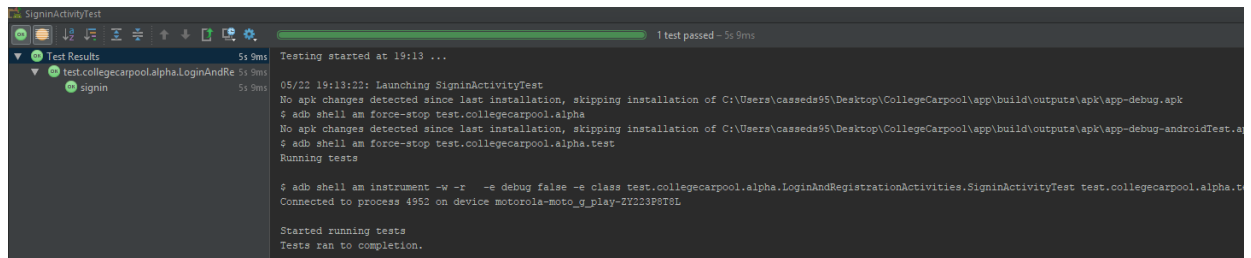 SigninActivityTest
1 test passed – 5s 9ms
Test Results 5s 9ms
test.collegecarpool.alpha.LoginAndRe 5s 9ms
signin 5s 9ms
Testing started at 19:13 ...
05/22 19:13:22: Launching SigninActivityTest
No apk changes detected since last installation, skipping installation of C:\Users\casseds95\Desktop\CollegeCarpool\app\build\outputs\apk\app-debug.apk
$ adb shell am force-stop test.collegecarpool.alpha
No apk changes detected since last installation, skipping installation of C:\Users\casseds95\Desktop\CollegeCarpool\app\build\outputs\apk\app-debug-androidTest.ap
$ adb shell am force-stop test.collegecarpool.alpha.test
Running tests
$ adb shell am instrument -w -r   -e debug false -e class test.collegecarpool.alpha.LoginAndRegistrationActivities.SigninActivityTest test.collegecarpool.alpha.te
Connected to process 4952 on device motorola-moto_g_play-ZY223P8T8L
Started running tests
Tests ran to completion.